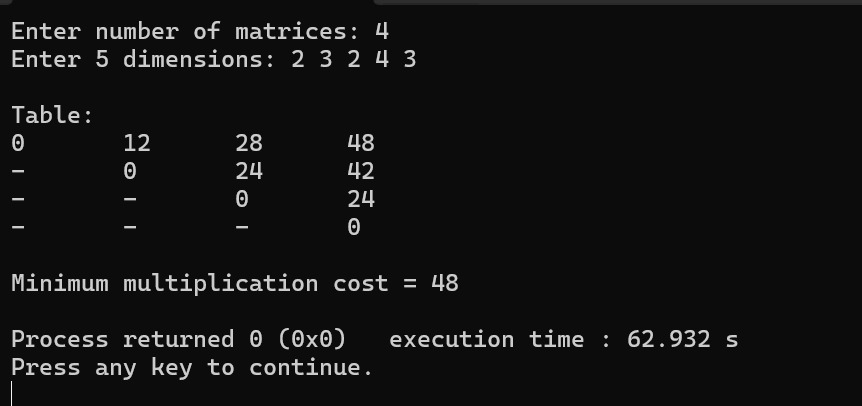 Enter number of matrices: 4
Enter 5 dimensions: 2 3 2 4 3
Table:
0 12 28 48
- 0 24 42
- - 0 24
- - - 0
Minimum multiplication cost = 48
Process returned 0 (0x0)   execution time : 62.932 s
Press any key to continue.